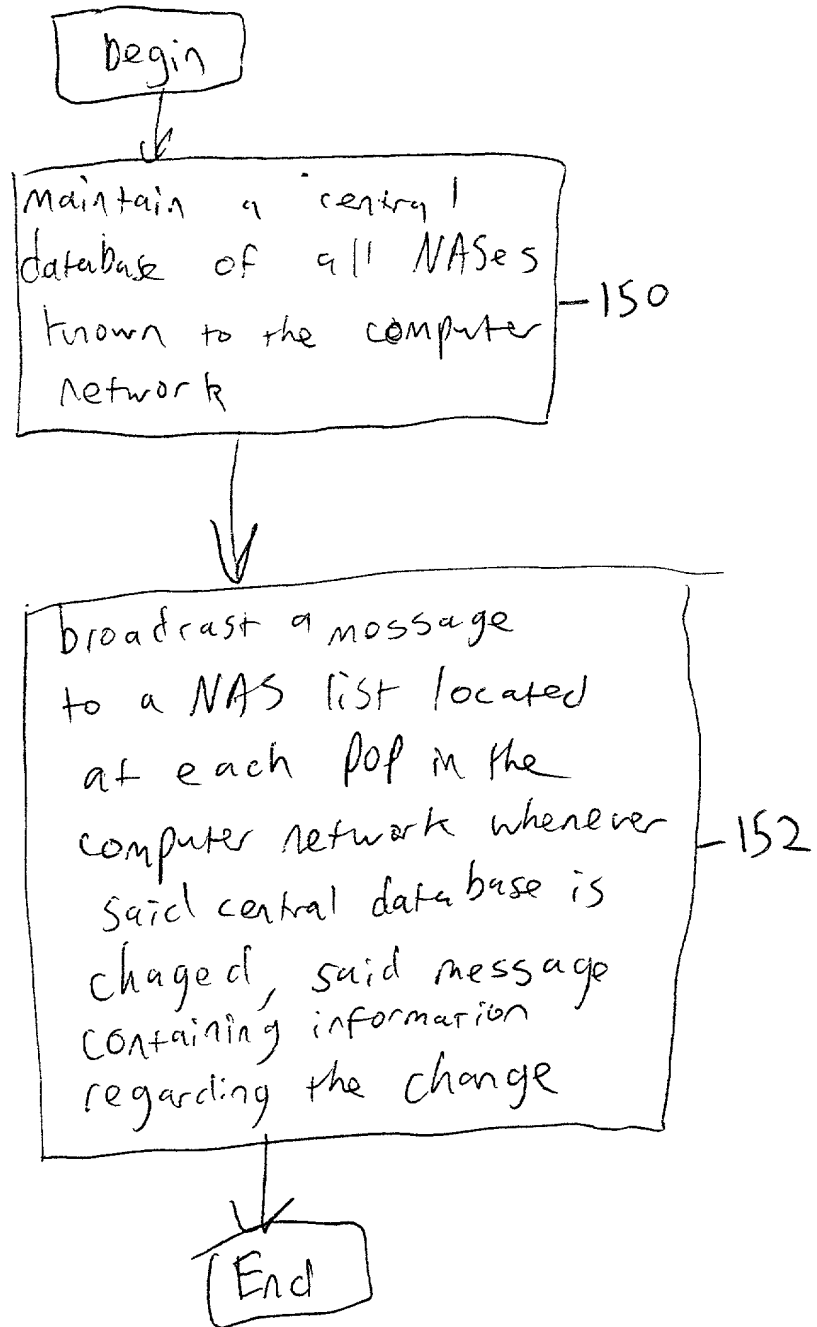 begin
maintain a central
database of all NASes
known to the computer
network
-150
broadcast a mossage
to a NAS list located
at each pop in the
computer network whenever
said central database is
chaged, said message
containing information
regarding the change
-152
End